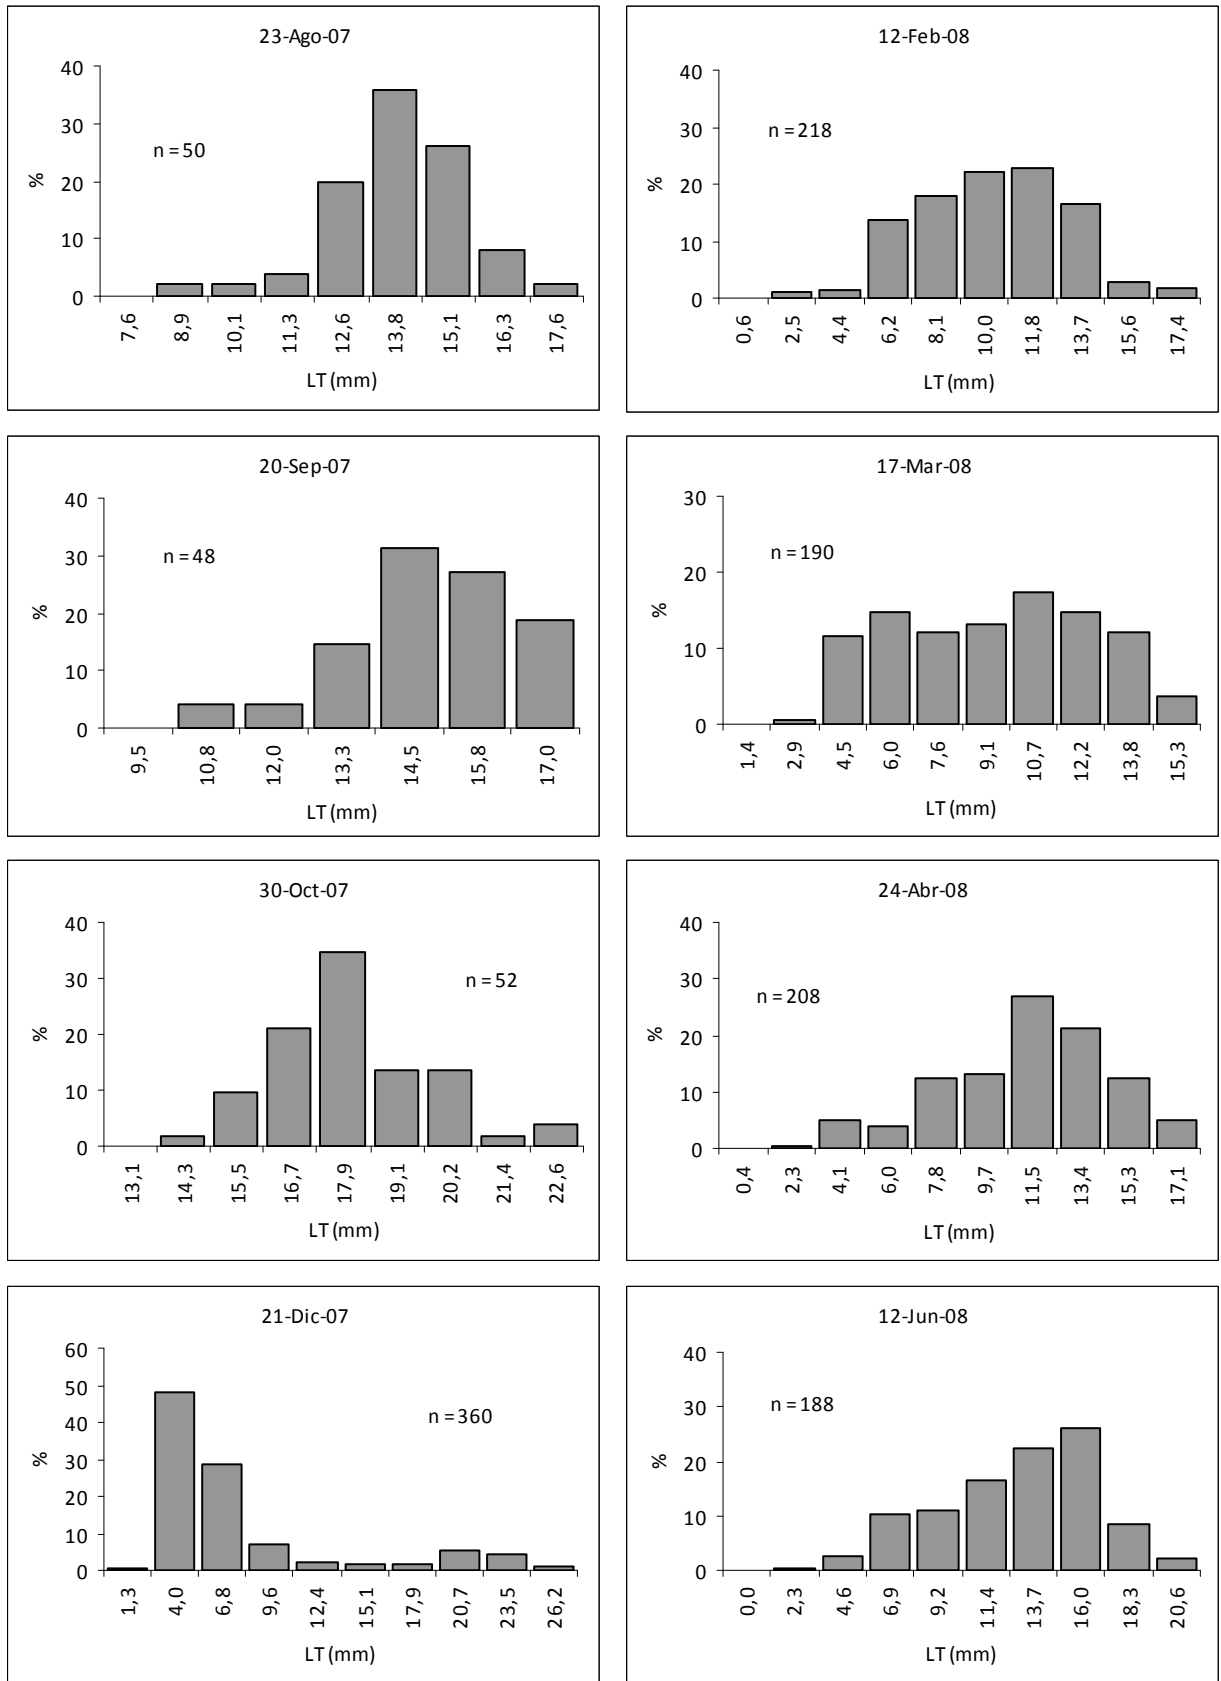 23-Ago-07
40
30
20
10
0
%
n = 50
7,6 8,9 10,1 11,3 12,6 13,8 15,1 16,3 17,6
LT (mm)
12-Feb-08
40
30
20
10
0
%
n = 218
0,6 2,5 4,4 6,2 8,1 10,0 11,8 13,7 15,6 17,4
LT (mm)
20-Sep-07
40
30
20
10
0
%
n = 48
9,5 10,8 12,0 13,3 14,5 15,8 17,0
LT (mm)
17-Mar-08
30
20
10
0
%
n = 190
1,4 2,9 4,5 6,0 7,6 9,1 10,7 12,2 13,8 15,3
LT (mm)
30-Oct-07
40
30
20
10
0
%
n = 52
13,1 14,3 15,5 16,7 17,9 19,1 20,2 21,4 22,6
LT (mm)
24-Abr-08
40
30
20
10
0
%
n = 208
0,4 2,3 4,1 6,0 7,8 9,7 11,5 13,4 15,3 17,1
LT (mm)
21-Dic-07
60
50
40
30
20
10
0
%
n = 360
1,3 4,0 6,8 9,6 12,4 15,1 17,9 20,7 23,5 26,2
LT (mm)
12-Jun-08
40
30
20
10
0
%
n = 188
0,0 2,3 4,6 6,9 9,2 11,4 13,7 16,0 18,3 20,6
LT (mm)